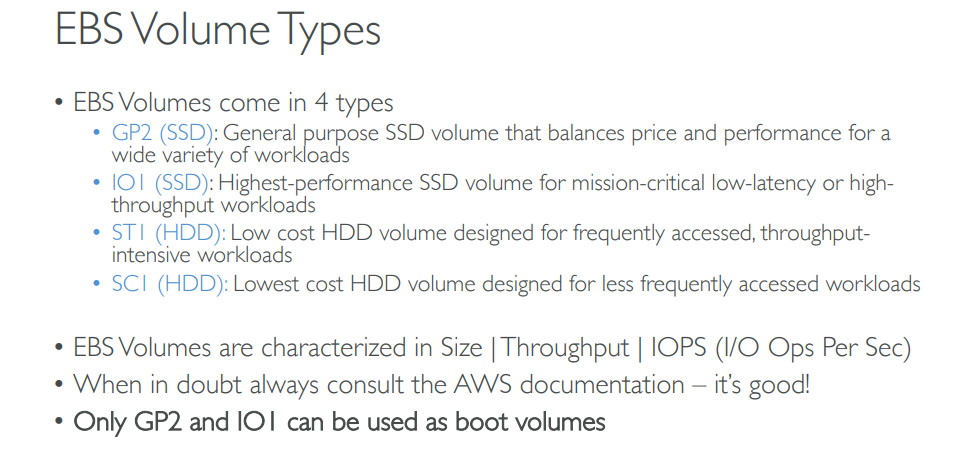 EBS Volume Types
• EBS Volumes come in 4 types
• GP2 (SSD): General purpose SSD volume that balances price and performance for a
wide variety of workloads
• IO1 (SSD): Highest-performance SSD volume for mission-critical low-latency or high-
throughput workloads
• ST1 (HDD): Low cost HDD volume designed for frequently accessed, throughput-
intensive workloads
• SC1 (HDD): Lowest cost HDD volume designed for less frequently accessed workloads
• EBS Volumes are characterized in Size | Throughput | IOPS (I/O Ops Per Sec)
• When in doubt always consult the AWS documentation – it's good!
• Only GP2 and IO1 can be used as boot volumes